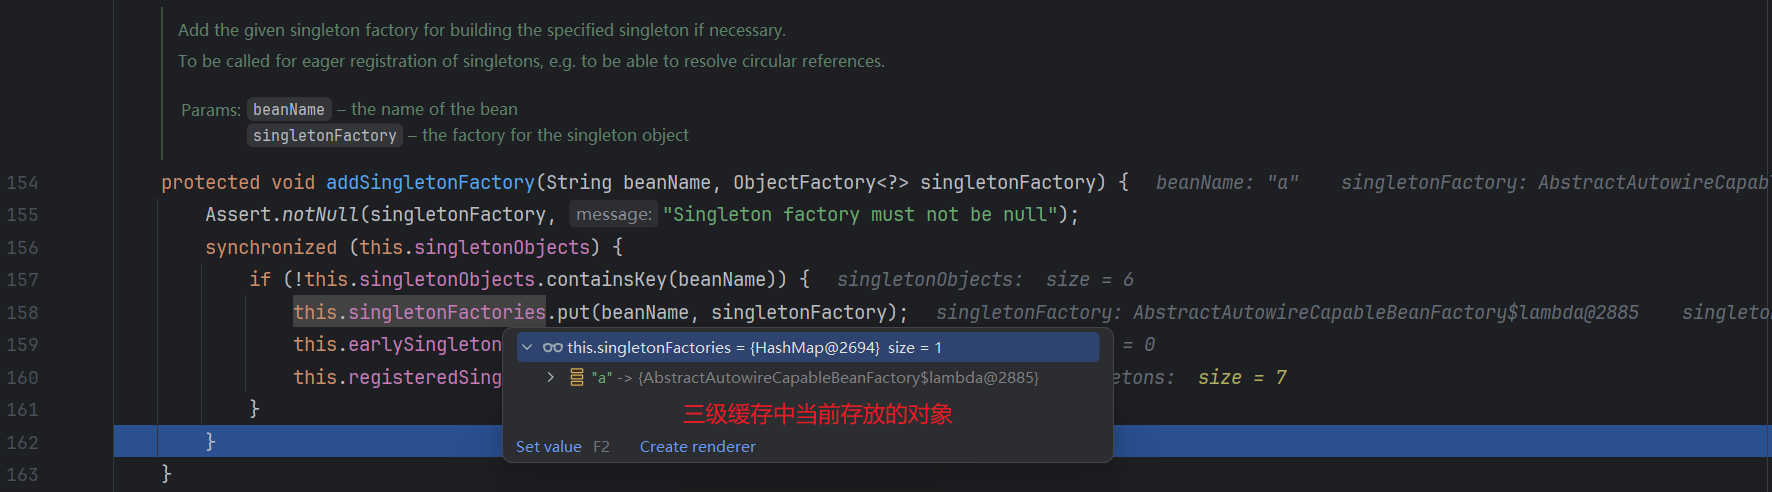 Add the given singleton factory for building the specified singleton if necessary.
To be called for eager registration of singletons, e.g. to be able to resolve circular references.
Params: beanName – the name of the bean
singletonFactory – the factory for the singleton object
154 protected void addSingletonFactory(String beanName, ObjectFactory<?> singletonFactory) { beanName: "a" singletonFactory: AbstractAutowireCapab
155 Assert.notNull(singletonFactory, message: "Singleton factory must not be null");
156 synchronized (this.singletonObjects) {
157 if (!this.singletonObjects.containsKey(beanName)) { singletonObjects: size = 6
158 this.singletonFactories.put(beanName, singletonFactory); singletonFactory: AbstractAutowireCapableBeanFactory$lambda@2885 singleto
159 this.earlySingleton = 0
this.singletonFactories = {HashMap@2694} size = 1
160 this.registeredSing letons: size = 7
"a" -> {AbstractAutowireCapableBeanFactory$lambda@2885}
161 }
三级缓存中当前存放的对象
162 }
Set value F2 Create renderer
163 }